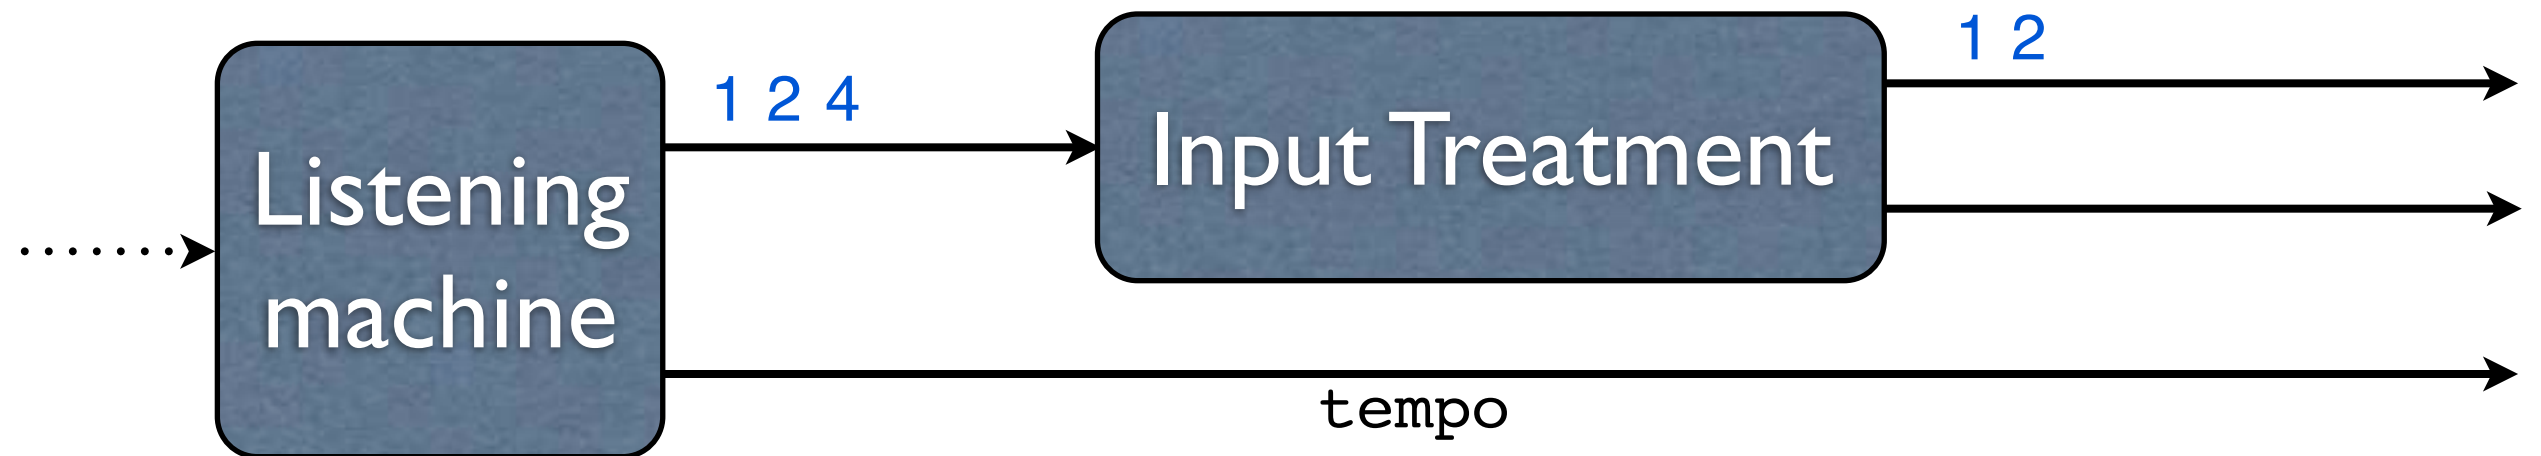 Listening
machine
1 2 4
Input Treatment
1 2
tempo